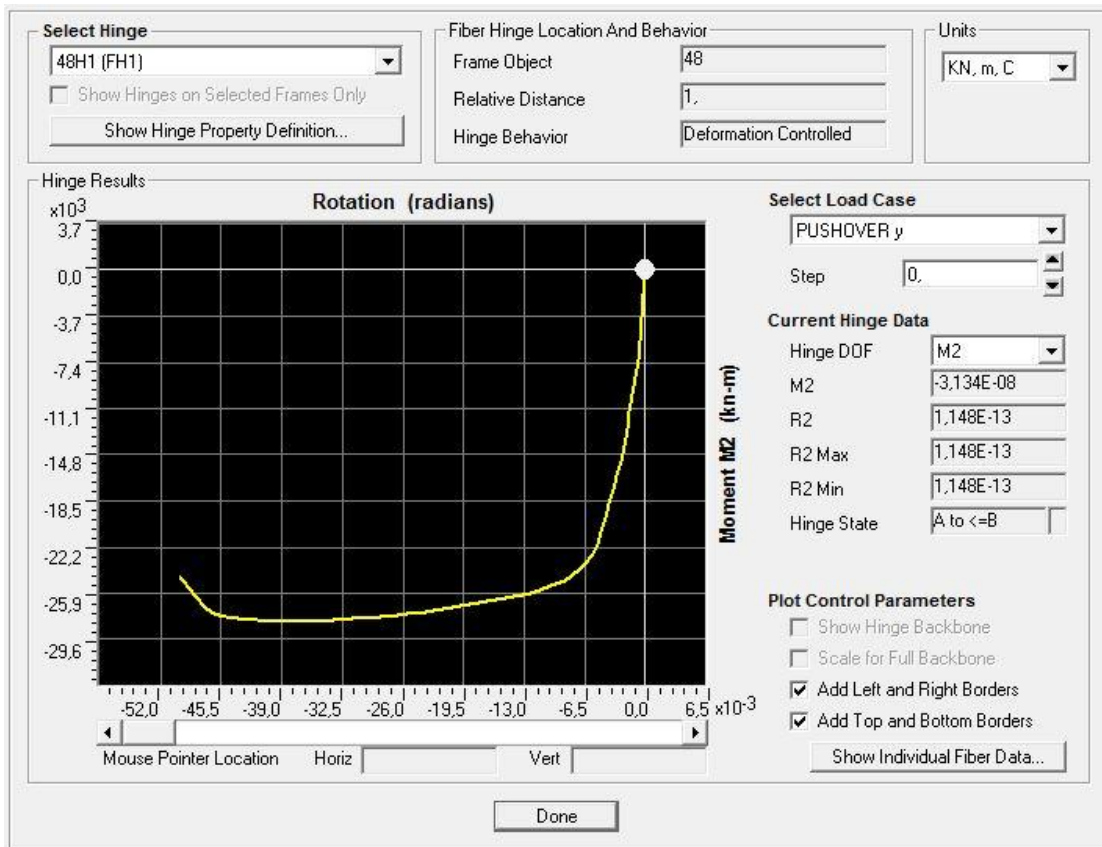 Select Hinge
48H1 (FH1)
Show Hinges on Selected Frames Only
Show Hinge Property Definition...
Fiber Hinge Location And Behavior
Frame Object 48
Relative Distance 1,
Hinge Behavior Deformation Controlled
Units
KN, m, C
Hinge Results
x10³
Rotation (radians)
3,7
0,0
-3,7
-7,4
-11,1
-14,8
-18,5
-22,2
-25,9
-29,6
-52,0 -45,5 -39,0 -32,5 -26,0 -19,5 -13,0 -6,5 0,0 6,5 x10⁻³
Moment M2 (kn-m)
Mouse Pointer Location Horiz Vert
Select Load Case
PUSHOVER y
Step 0,
Current Hinge Data
Hinge DOF M2
M2 -3,134E-08
R2 1,148E-13
R2 Max 1,148E-13
R2 Min 1,148E-13
Hinge State A to <=B
Plot Control Parameters
Show Hinge Backbone
Scale for Full Backbone
Add Left and Right Borders
Add Top and Bottom Borders
Show Individual Fiber Data...
Done